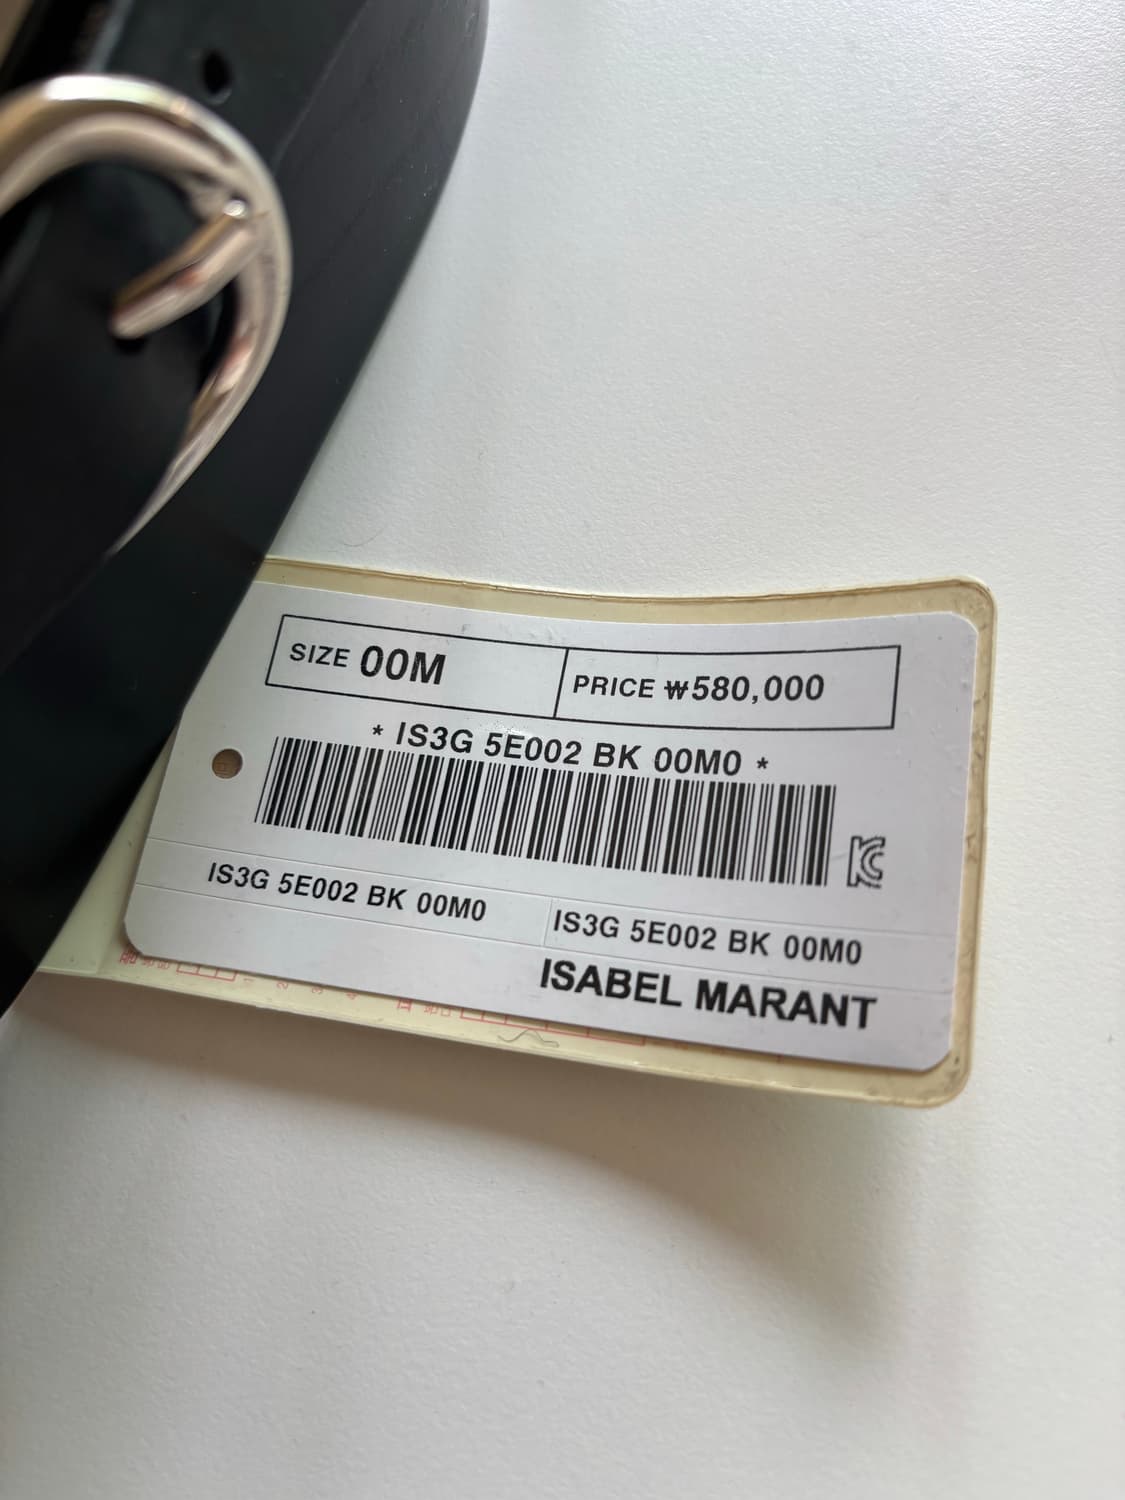 SIZE 00M
PRICE ₩580,000
* IS3G 5E002 BK 00M0 *
IS3G 5E002 BK 00M0
IS3G 5E002 BK 00M0
ISABEL MARANT